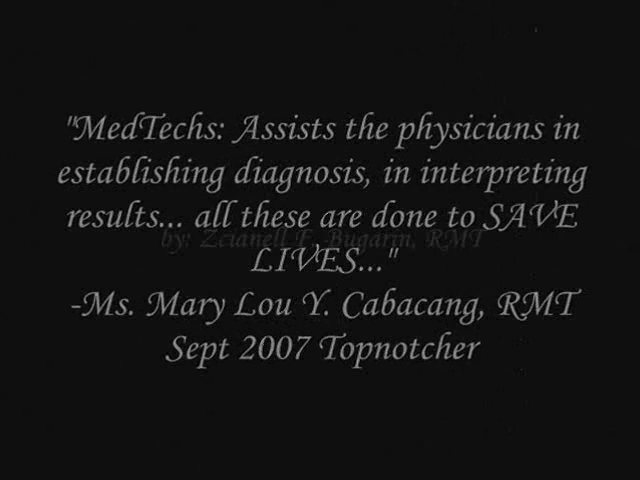 "MedTechs: Assists the physicians in
establishing diagnosis, in interpreting
results... all these are done to SAVE
by: Zcianell F. Bugarin, RMT
LIVES..."
-Ms. Mary Lou Y. Cabacang, RMT
Sept 2007 Topnotcher